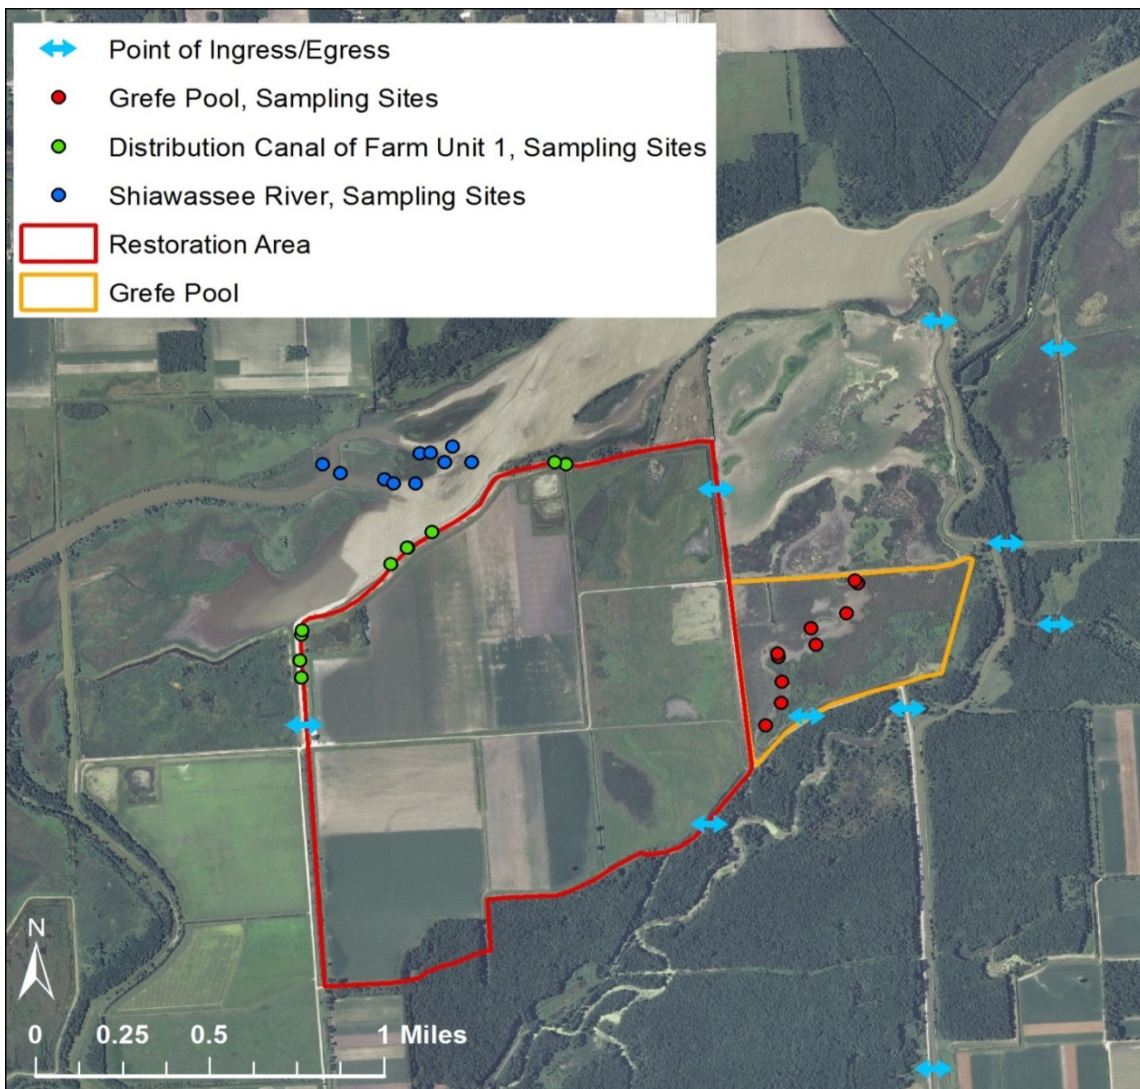 Point of Ingress/Egress
Grefe Pool, Sampling Sites
Distribution Canal of Farm Unit 1, Sampling Sites
Shiawassee River, Sampling Sites
Restoration Area
Grefe Pool
N
0 0.25 0.5 1 Miles